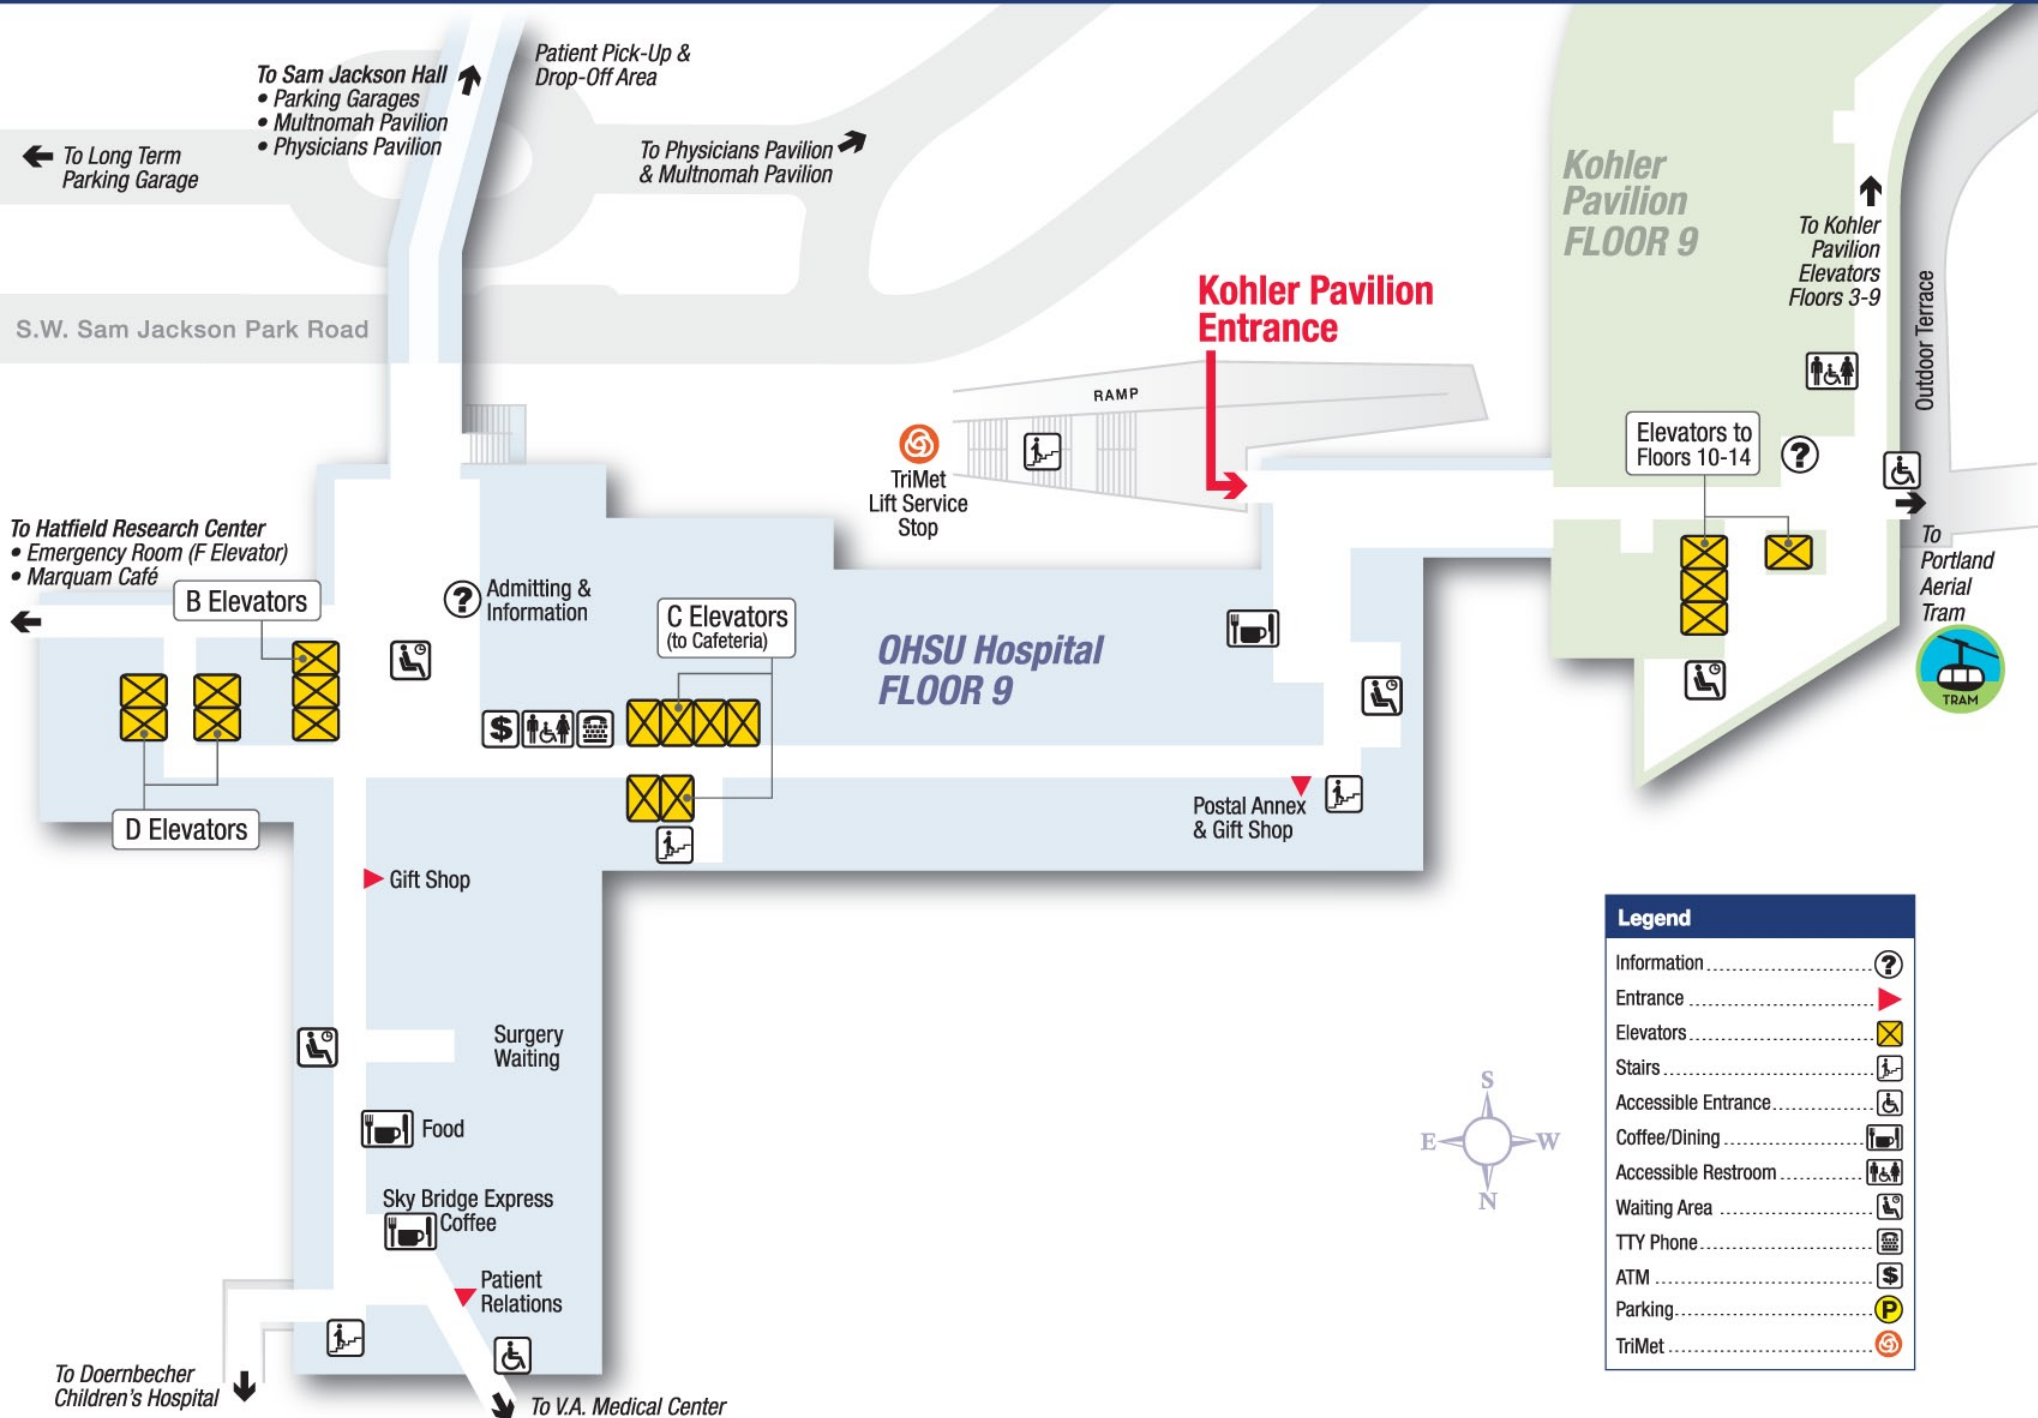 To Sam Jackson Hall
• Parking Garages
• Multnomah Pavilion
• Physicians Pavilion
Patient Pick-Up &
Drop-Off Area
To Long Term
Parking Garage
To Physicians Pavilion
& Multnomah Pavilion
S.W. Sam Jackson Park Road
Kohler
Pavilion
FLOOR 9
To Kohler
Pavilion
Elevators
Floors 3-9
Outdoor Terrace
Kohler Pavilion
Entrance
RAMP
TriMet
Lift Service
Stop
Elevators to
Floors 10-14
?
To
Portland
Aerial
Tram
TRAM
To Hatfield Research Center
• Emergency Room (F Elevator)
• Marquam Café
B Elevators
?
Admitting &
Information
C Elevators
(to Cafeteria)
OHSU Hospital
FLOOR 9
$
D Elevators
Postal Annex
& Gift Shop
Gift Shop
Surgery
Waiting
Food
Sky Bridge Express
Coffee
Patient
Relations
To Doernbecher
Children's Hospital
To V.A. Medical Center
S
E W
N
Legend
Information ?
Entrance
Elevators
Stairs
Accessible Entrance
Coffee/Dining
Accessible Restroom
Waiting Area
TTY Phone
ATM $
Parking P
TriMet